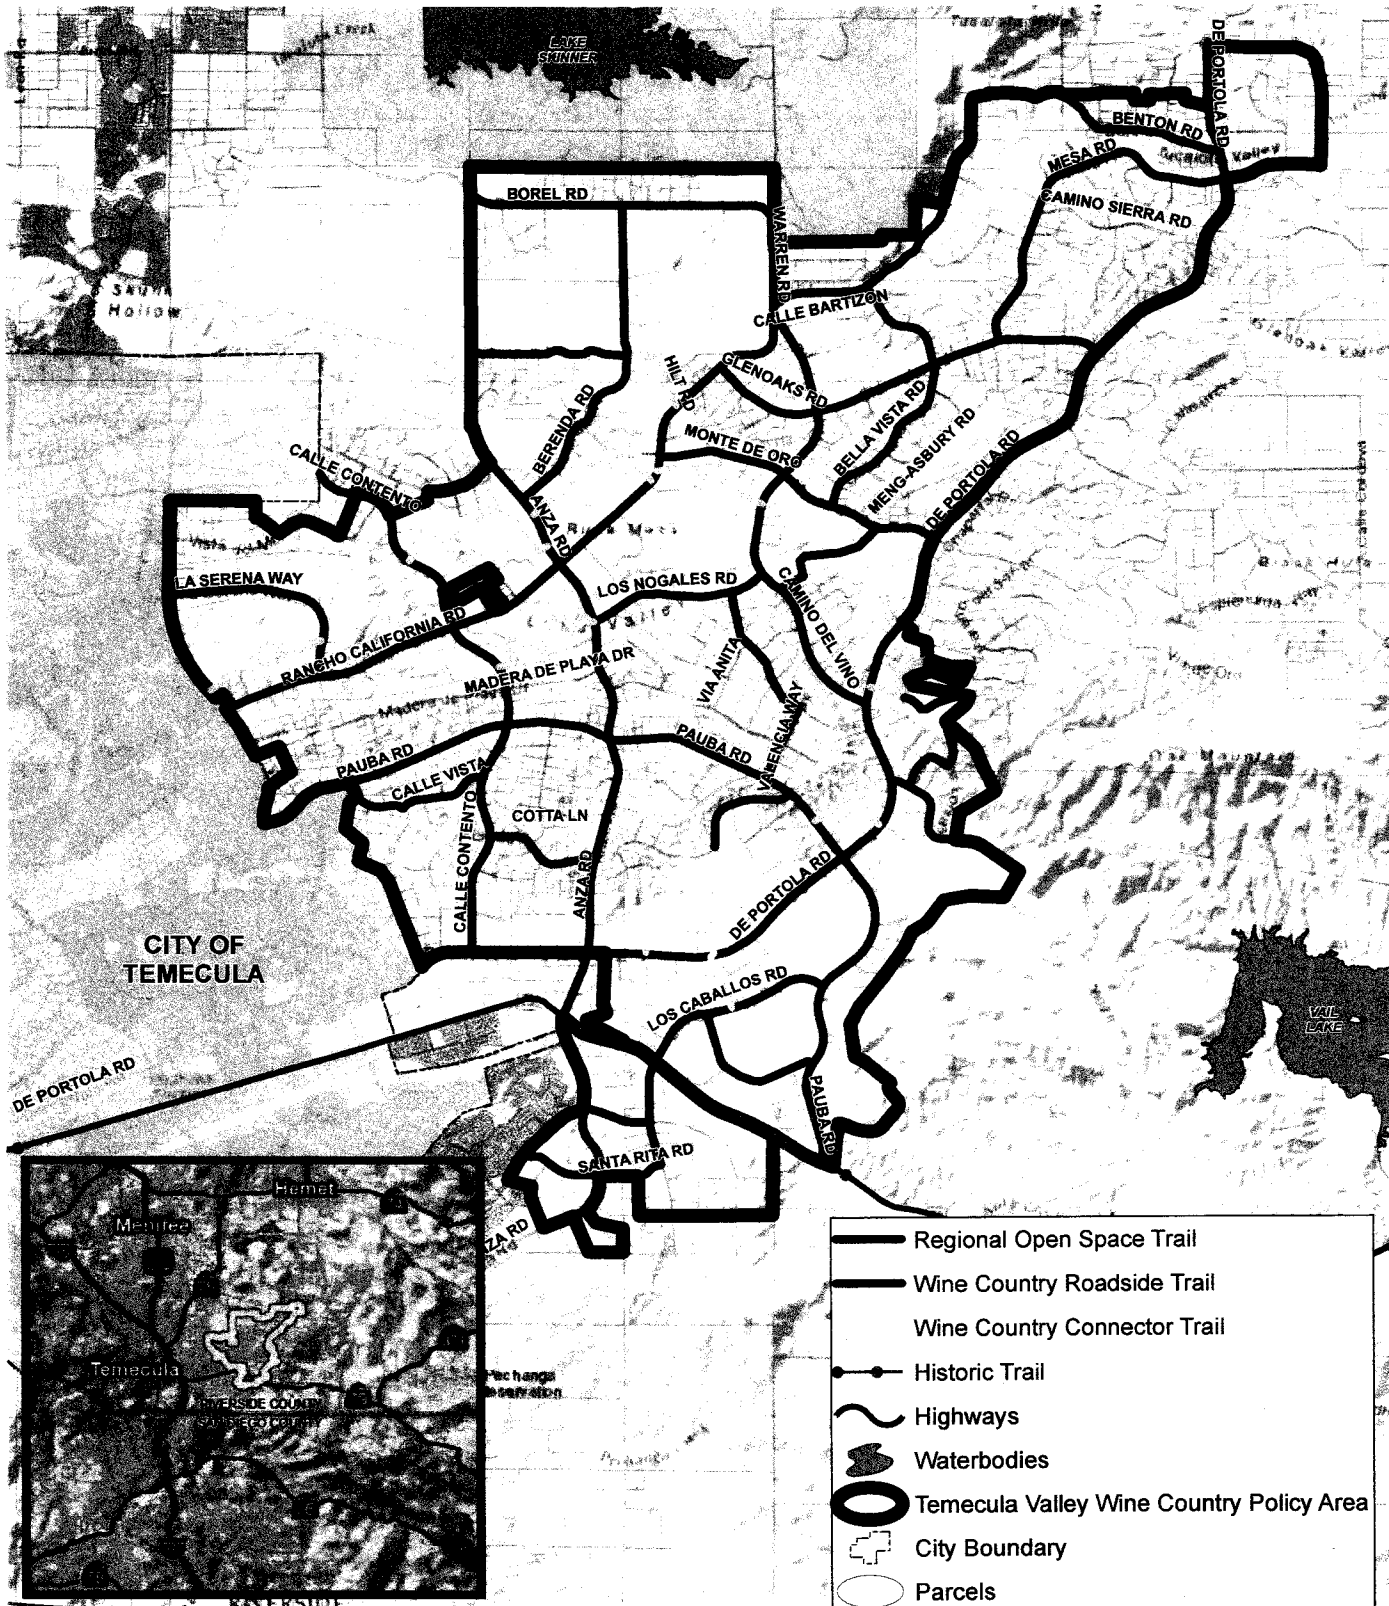 LAKE
SKINNER
DE PORTOLA RD
BENTON RD
MESA RD
Valley
CAMINO SIERRA RD
BOREL RD
WARREN RD
CALLE BARTIZON
Hollow
HILT RD
GLENOAKS RD
BERENDA RD
MONTE DE ORO
BELLA VISTA RD
MENG-ASBURY RD
DE PORTOLA RD
CALLE CONTENTO
ANZA RD
LA SERENA WAY
LOS NOGALES RD
CAMINO DEL VINO
RANCHO CALIFORNIA RD
MADERA DE PLAYA DR
VIA ANITA
VALENCIA WAY
PAUBA RD
PAUBA RD
CALLE VISTA
COTTA LN
CALLE CONTENTO
ANZA RD
DE PORTOLA RD
CITY OF
TEMECULA
LOS CABALLOS RD
VAIL
LAKE
DE PORTOLA RD
PAUBA RD
SANTA RITA RD
ZA RD
Hemet
Menifee
Temecula
RIVERSIDE COUNTY
SAN DIEGO COUNTY
Pechanga
Reservation
Regional Open Space Trail
Wine Country Roadside Trail
Wine Country Connector Trail
Historic Trail
Highways
Waterbodies
Temecula Valley Wine Country Policy Area
City Boundary
Parcels